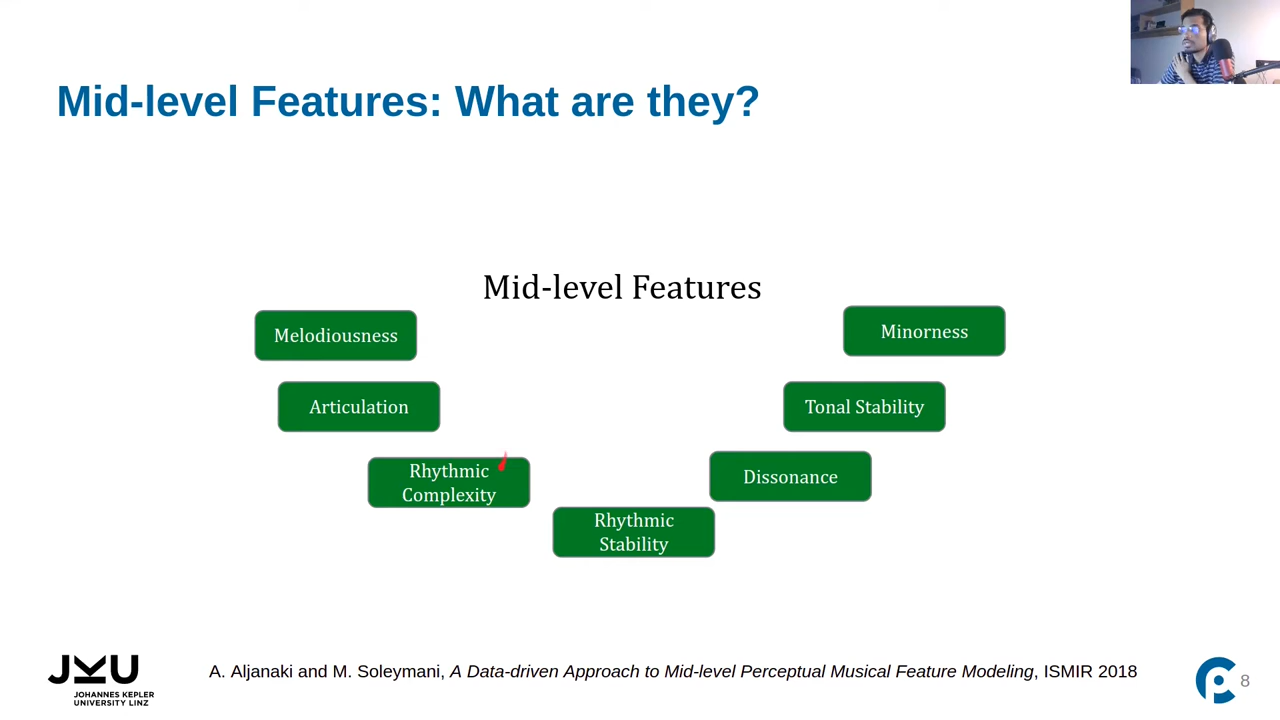 Mid-level Features: What are they?
Mid-level Features
Melodiousness
Minorness
Articulation
Tonal Stability
Rhythmic
Complexity
Dissonance
Rhythmic
Stability
JKU
JOHANNES KEPLER
UNIVERSITY LINZ
A. Aljanaki and M. Soleymani, A Data-driven Approach to Mid-level Perceptual Musical Feature Modeling, ISMIR 2018
8